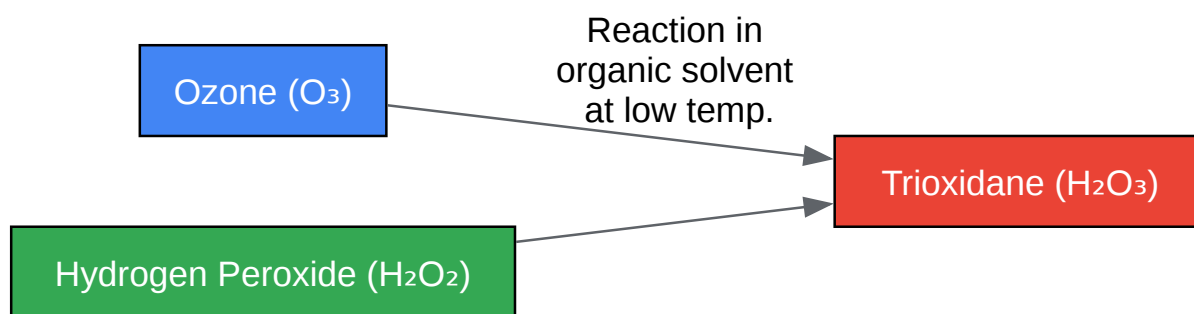 Reaction in
organic solvent
at low temp.
Ozone (O₃)
Trioxidane (H₂O₃)
Hydrogen Peroxide (H₂O₂)